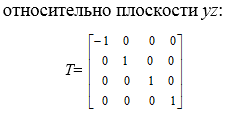 относительно плоскости yz:
T=
-1 0 0 0
0 1 0 0
0 0 1 0
0 0 0 1